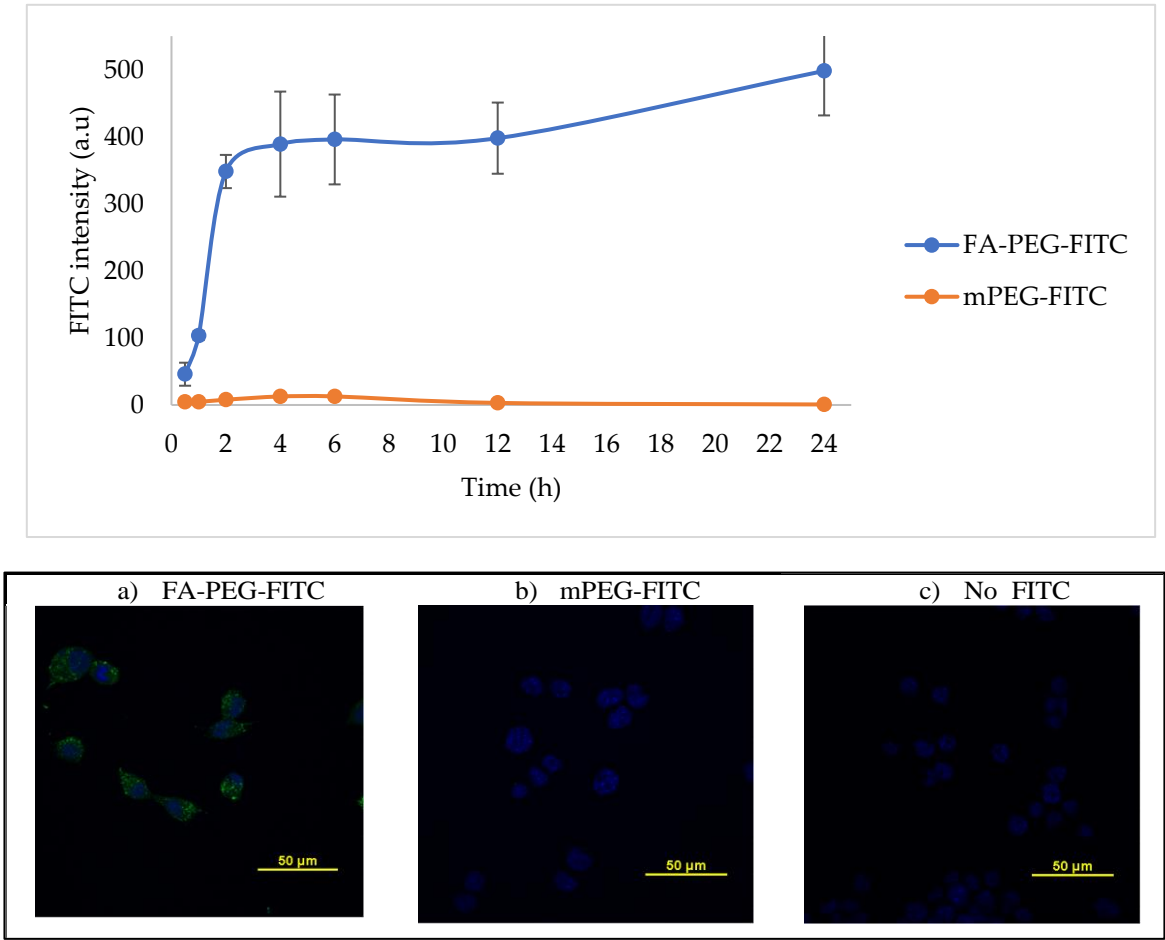 500
400
300
200
100
0
FITC intensity (a.u)
0 2 4 6 8 10 12 14 16 18 20 22 24
Time (h)
FA-PEG-FITC
mPEG-FITC
a) FA-PEG-FITC
b) mPEG-FITC
c) No FITC
50 µm
50 µm
50 µm